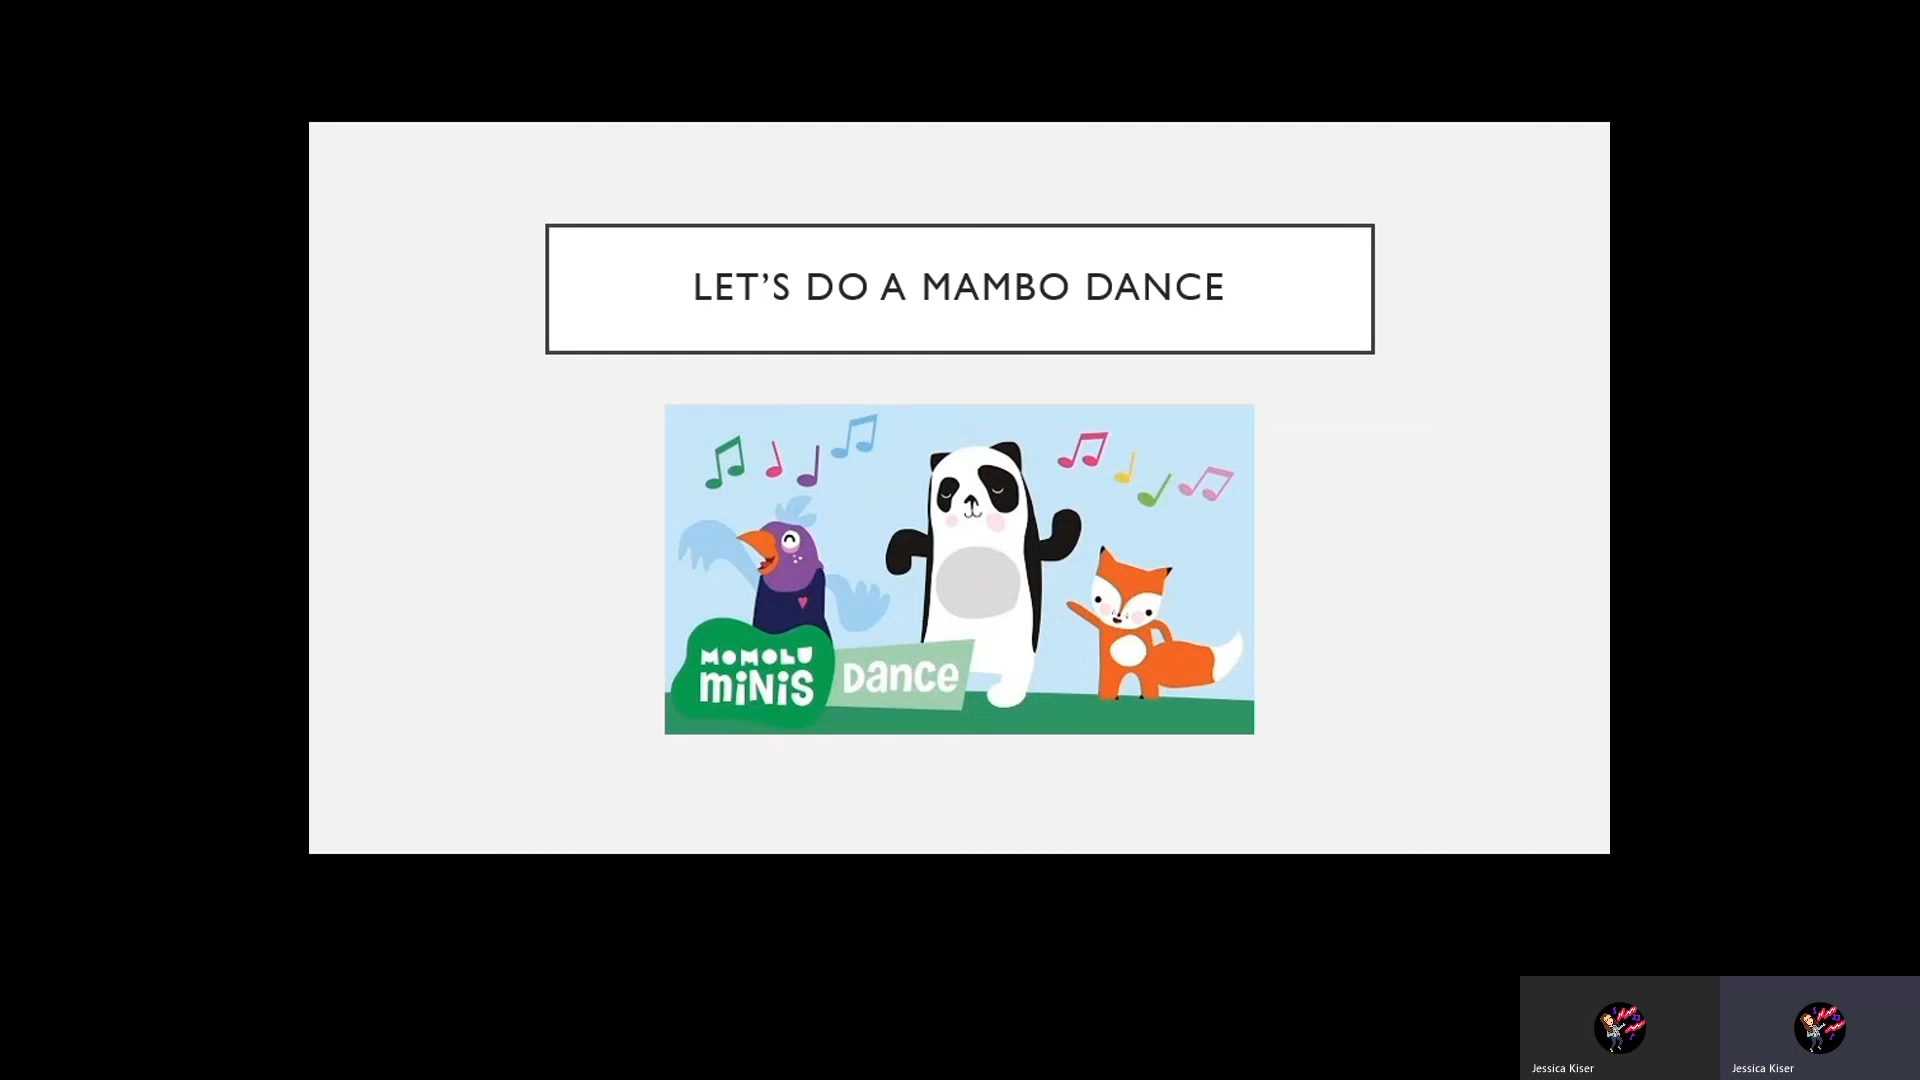 LET’S DO A MAMBO DANCE
MOMOLU
MiNiS
Dance
Jessica Kiser
Jessica Kiser